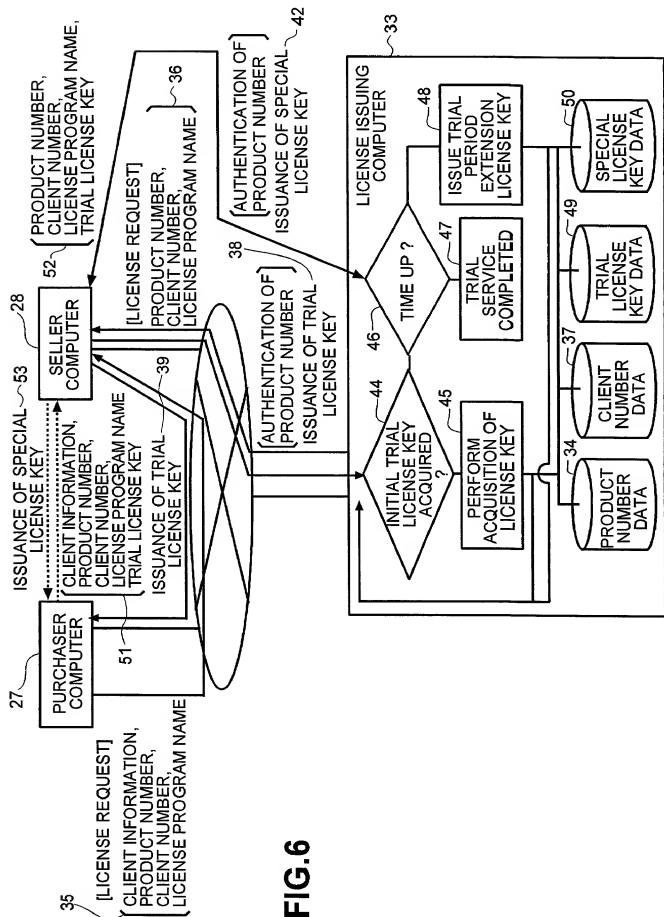 35
[LICENSE REQUEST]
CLIENT INFORMATION,
PRODUCT NUMBER,
CLIENT NUMBER,
LICENSE PROGRAM NAME
27
PURCHASER
COMPUTER
ISSUANCE OF SPECIAL
LICENSE KEY
53
CLIENT INFORMATION,
PRODUCT NUMBER,
CLIENT NUMBER,
LICENSE PROGRAM NAME
TRIAL LICENSE KEY
51
ISSUANCE OF TRIAL
LICENSE KEY
39
28
SELLER
COMPUTER
52
PRODUCT NUMBER,
CLIENT NUMBER,
LICENSE PROGRAM NAME,
TRIAL LICENSE KEY
[LICENSE REQUEST]
PRODUCT NUMBER,
CLIENT NUMBER,
LICENSE PROGRAM NAME
36
38
AUTHENTICATION OF
PRODUCT NUMBER
ISSUANCE OF TRIAL
LICENSE KEY
AUTHENTICATION OF
PRODUCT NUMBER
ISSUANCE OF SPECIAL
LICENSE KEY
42
LICENSE ISSUING
COMPUTER
33
44
INITIAL TRIAL
LICENSE KEY
ACQUIRED
?
45
PERFORM
ACQUISITION OF
LICENSE KEY
46
TIME UP ?
47
TRIAL
SERVICE
COMPLETED
48
ISSUE TRIAL
PERIOD
EXTENSION
LICENSE KEY
34
PRODUCT NUMBER
DATA
37
CLIENT NUMBER
DATA
49
TRIAL LICENSE
KEY DATA
50
SPECIAL LICENSE
KEY DATA
FIG.6